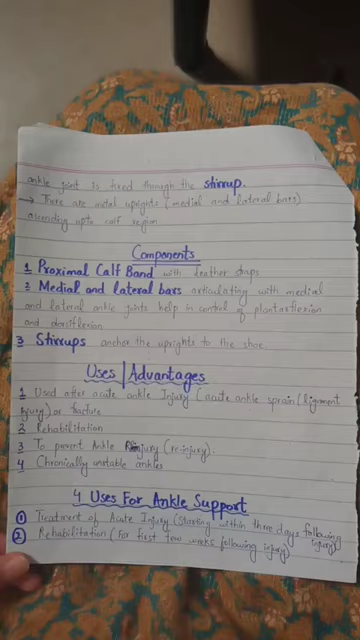 ankle joint is fixed through the stirrup.
→ There are metal uprights (medial and lateral bars)
ascending upto calf region
Components
1 Proximal Calf Band with leather straps
2 Medial and lateral bars articulating with medial
and lateral ankle joints help in control of plantarflexion
and dorsiflexion
3 Stirrups anchor the uprights to the shoe
Uses | Advantages
1 Used after acute ankle Injury (acute ankle sprain/ligament
injury) or fracture
2 Rehabilitation
3 To prevent Ankle Injury (re-injury).
4 Chronically unstable ankles
4 Uses For Ankle Support
① Treatment of Acute Injury (Starting within three days following
injury)
② Rehabilitation (For first few weeks following injury)